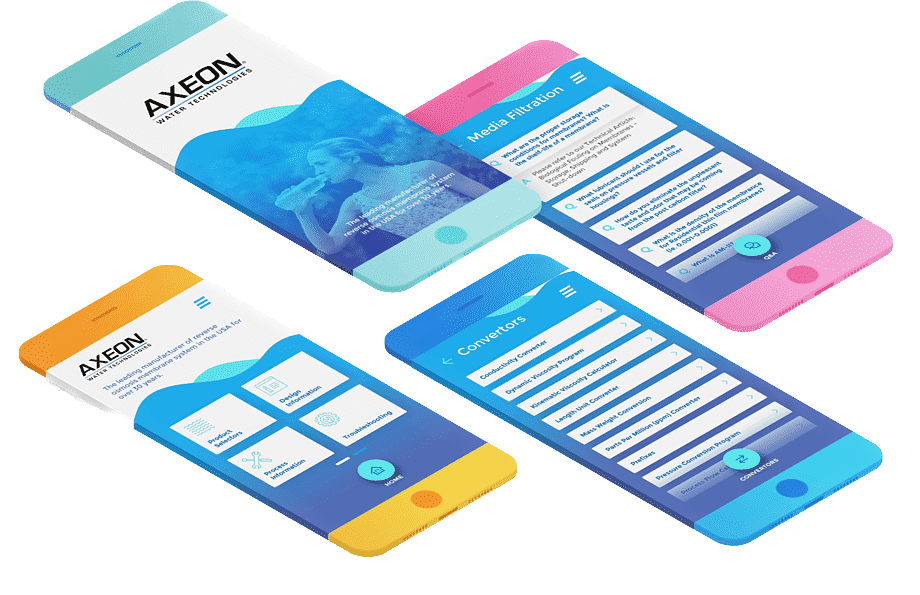 AXEON
WATER TECHNOLOGIES
The leading manufacturer of
reverse osmosis membrane system
in the USA for over 30 years.
Media Filtration
Q What are the proper storage
conditions for membranes? What is
the shelf-life of a membrane?
A Please refer to our Technical Article:
Biological Fouling on Membranes -
Storage, Shipping and System
Shut-down
Q What lubricant should I use for the
seals on pressure vessels and filter
housings?
Q How do you eliminate the unpleasant
taste and odor that may be coming
from the post carbon filter?
Q What is the density of the membrance
for Residential thin film membranes?
(ie 0.001-0.0001)
Q What is AM-II?
Q&A
AXEON
WATER TECHNOLOGIES
The leading manufacturer of reverse
osmosis membrane system in the USA for
over 30 years.
Product
Selectors
Design
Information
Process
Information
Troubleshooting
HOME
Convertors
Conductivity Converter
Dynamic Viscosity Program
Kinematic Viscosity Calculator
Length Unit Converter
Mass Weight Conversion
Parts Per Million (ppm) Converter
Prefixes
Pressure Conversion Program
Process Flow
CONVERTORS